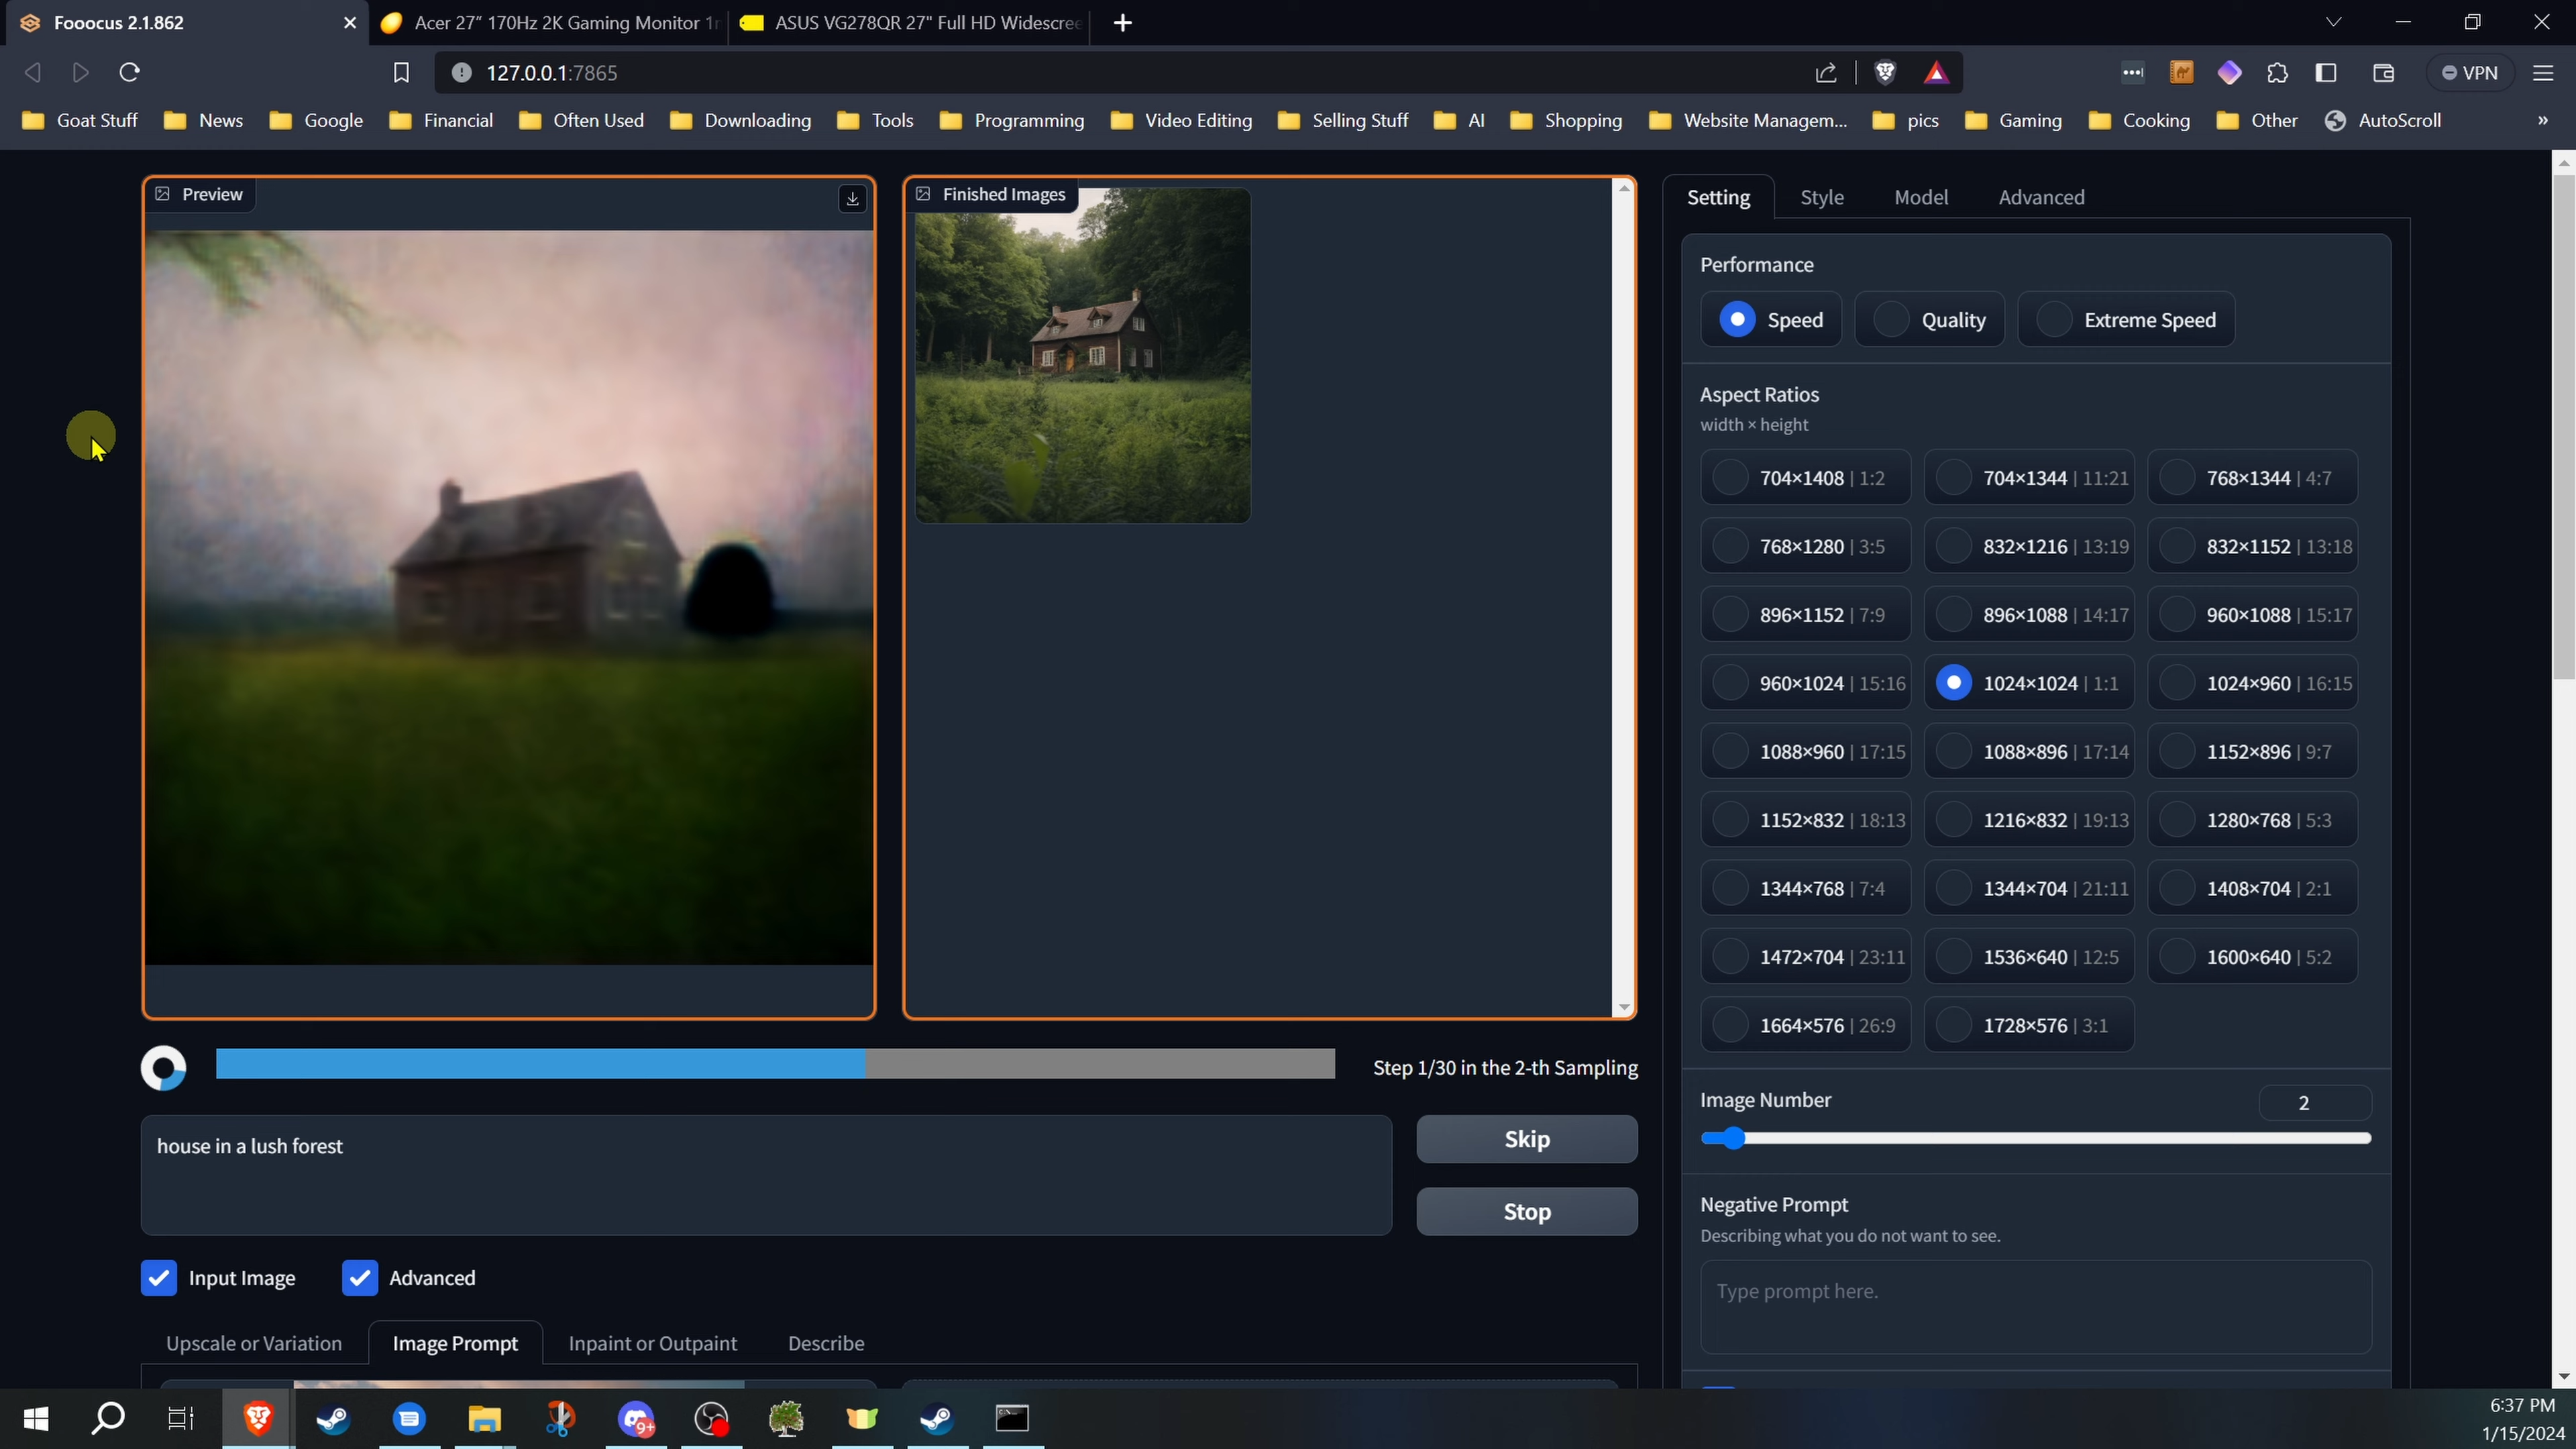 Fooocus 2.1.862
Acer 27” 170Hz 2K Gaming Monitor 1
ASUS VG278QR 27" Full HD Widescree
127.0.0.1:7865
VPN
Goat Stuff
News
Google
Financial
Often Used
Downloading
Tools
Programming
Video Editing
Selling Stuff
AI
Shopping
Website Managem...
pics
Gaming
Cooking
Other
AutoScroll
»
Preview
Finished Images
Setting
Style
Model
Advanced
Performance
Speed
Quality
Extreme Speed
Aspect Ratios
width × height
704×1408 | 1:2
704×1344 | 11:21
768×1344 | 4:7
768×1280 | 3:5
832×1216 | 13:19
832×1152 | 13:18
896×1152 | 7:9
896×1088 | 14:17
960×1088 | 15:17
960×1024 | 15:16
1024×1024 | 1:1
1024×960 | 16:15
1088×960 | 17:15
1088×896 | 17:14
1152×896 | 9:7
1152×832 | 18:13
1216×832 | 19:13
1280×768 | 5:3
1344×768 | 7:4
1344×704 | 21:11
1408×704 | 2:1
1472×704 | 23:11
1536×640 | 12:5
1600×640 | 5:2
1664×576 | 26:9
1728×576 | 3:1
Image Number
2
Negative Prompt
Describing what you do not want to see.
Type prompt here.
Step 1/30 in the 2-th Sampling
house in a lush forest
Skip
Stop
Input Image
Advanced
Upscale or Variation
Image Prompt
Inpaint or Outpaint
Describe
9+
6:37 PM
1/15/2024